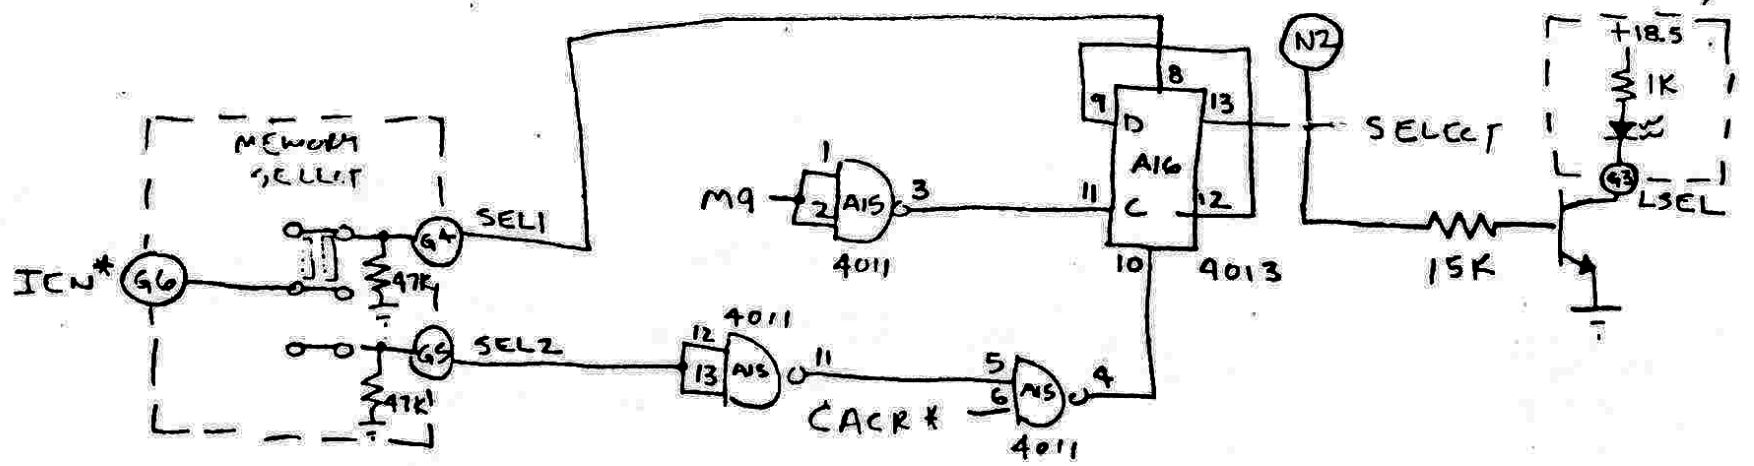 N2
+18.5
1K
8
9
13
D
SELECT
MEMORY
SELECT
1
A16
G3
M9
2
A15
3
11
C
12
LSEL
SEL1
G4
10
4013
15K
4011
ICN*
G6
47K
4011
12
SEL2
G5
13
A15
11
5
6
A15
4
47K
CACR*
4011